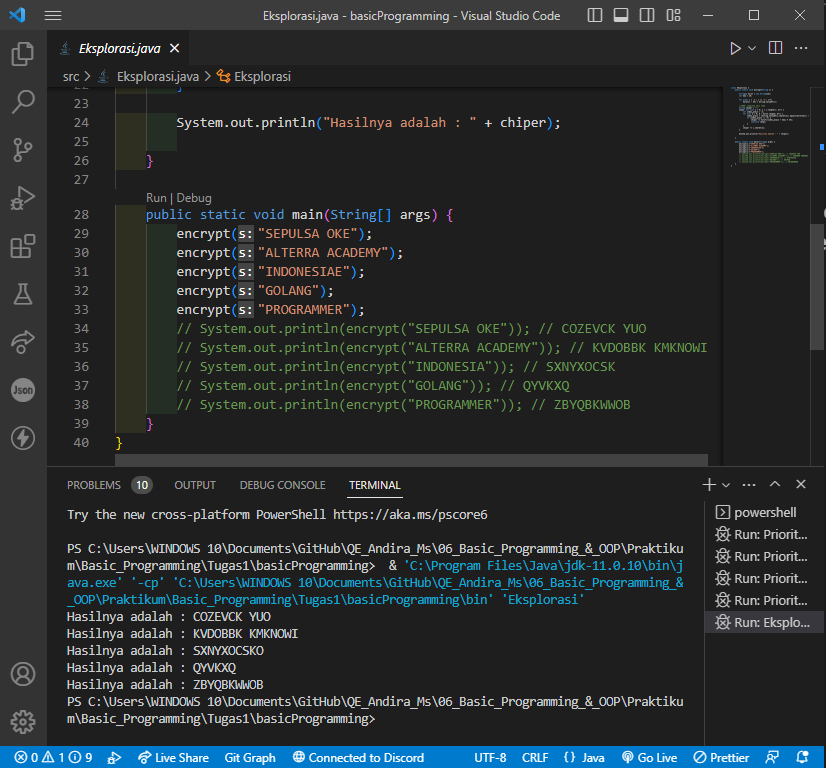 Eksplorasi.java - basicProgramming - Visual Studio Code
Eksplorasi.java
src > Eksplorasi.java > Eksplorasi
22 }
23
24 System.out.println("Hasilnya adalah : " + chiper);
25
26 }
27
Run | Debug
28 public static void main(String[] args) {
29 encrypt(s: "SEPULSA OKE");
30 encrypt(s: "ALTERRA ACADEMY");
31 encrypt(s: "INDONESIAE");
32 encrypt(s: "GOLANG");
33 encrypt(s: "PROGRAMMER");
34 // System.out.println(encrypt("SEPULSA OKE")); // COZEVCK YUO
35 // System.out.println(encrypt("ALTERRA ACADEMY")); // KVDOBBK KMKNOWI
36 // System.out.println(encrypt("INDONESIA")); // SXNYXOCSK
37 // System.out.println(encrypt("GOLANG")); // QYVKXQ
38 // System.out.println(encrypt("PROGRAMMER")); // ZBYQBKWWOB
39 }
40 }
PROBLEMS 10 OUTPUT DEBUG CONSOLE TERMINAL
Try the new cross-platform PowerShell https://aka.ms/pscore6
PS C:\Users\WINDOWS 10\Documents\GitHub\QE_Andira_Ms\06_Basic_Programming_&_OOP\Praktiku
m\Basic_Programming\Tugas1\basicProgramming> & 'C:\Program Files\Java\jdk-11.0.10\bin\j
ava.exe' '-cp' 'C:\Users\WINDOWS 10\Documents\GitHub\QE_Andira_Ms\06_Basic_Programming_&
_OOP\Praktikum\Basic_Programming\Tugas1\basicProgramming\bin' 'Eksplorasi'
Hasilnya adalah : COZEVCK YUO
Hasilnya adalah : KVDOBBK KMKNOWI
Hasilnya adalah : SXNYXOCSKO
Hasilnya adalah : QYVKXQ
Hasilnya adalah : ZBYQBKWWOB
PS C:\Users\WINDOWS 10\Documents\GitHub\QE_Andira_Ms\06_Basic_Programming_&_OOP\Praktiku
m\Basic_Programming\Tugas1\basicProgramming>
powershell
Run: Priorit...
Run: Priorit...
Run: Priorit...
Run: Priorit...
Run: Eksplo...
Json
0 1 9 Live Share Git Graph Connected to Discord UTF-8 CRLF {} Java Go Live Prettier